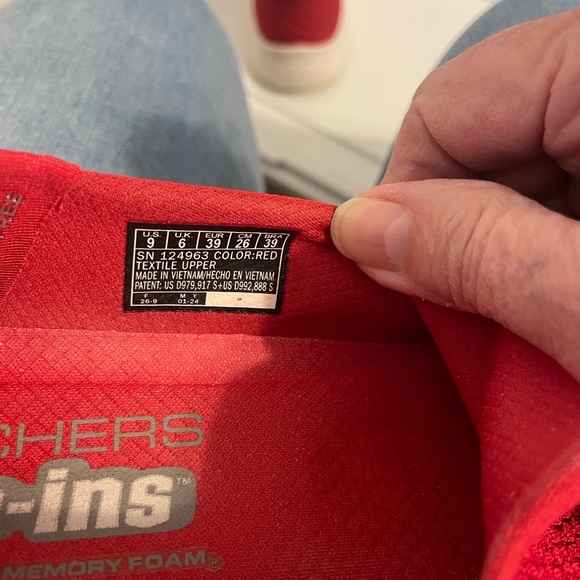 U.S. U.K. EUR CM BRA
9 6 39 26 39
SN 124963 COLOR:RED
TEXTILE UPPER
MADE IN VIETNAM/HECHO EN VIETNAM
PATENT: US D979,917 S+US D992,888 S
F M Y
26-9 01-24
CHERS
-ins™
MEMORY FOAM®